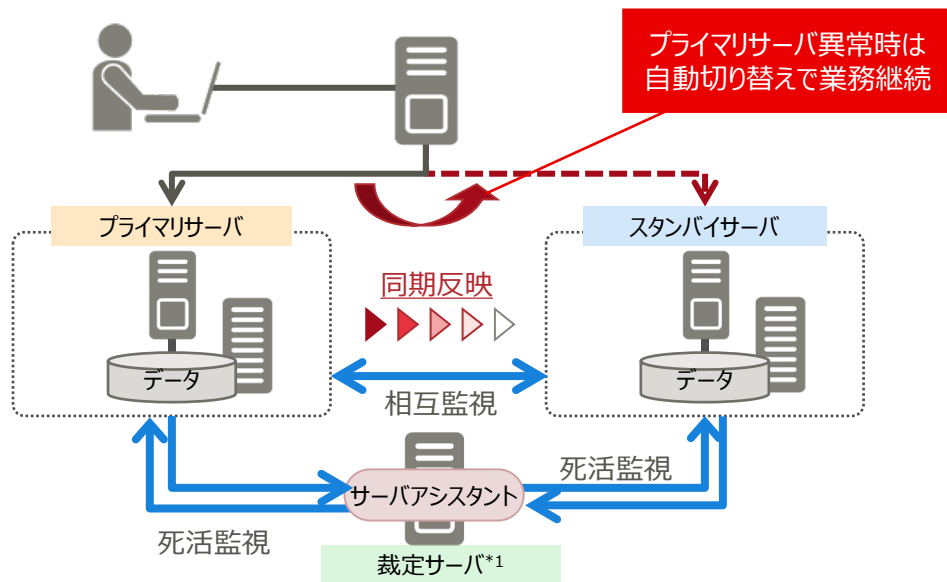 プライマリサーバ異常時は
自動切り替えで業務継続
プライマリサーバ
スタンバイサーバ
同期反映
データ
データ
相互監視
死活監視
サーバアシスタント
死活監視
裁定サーバ*1